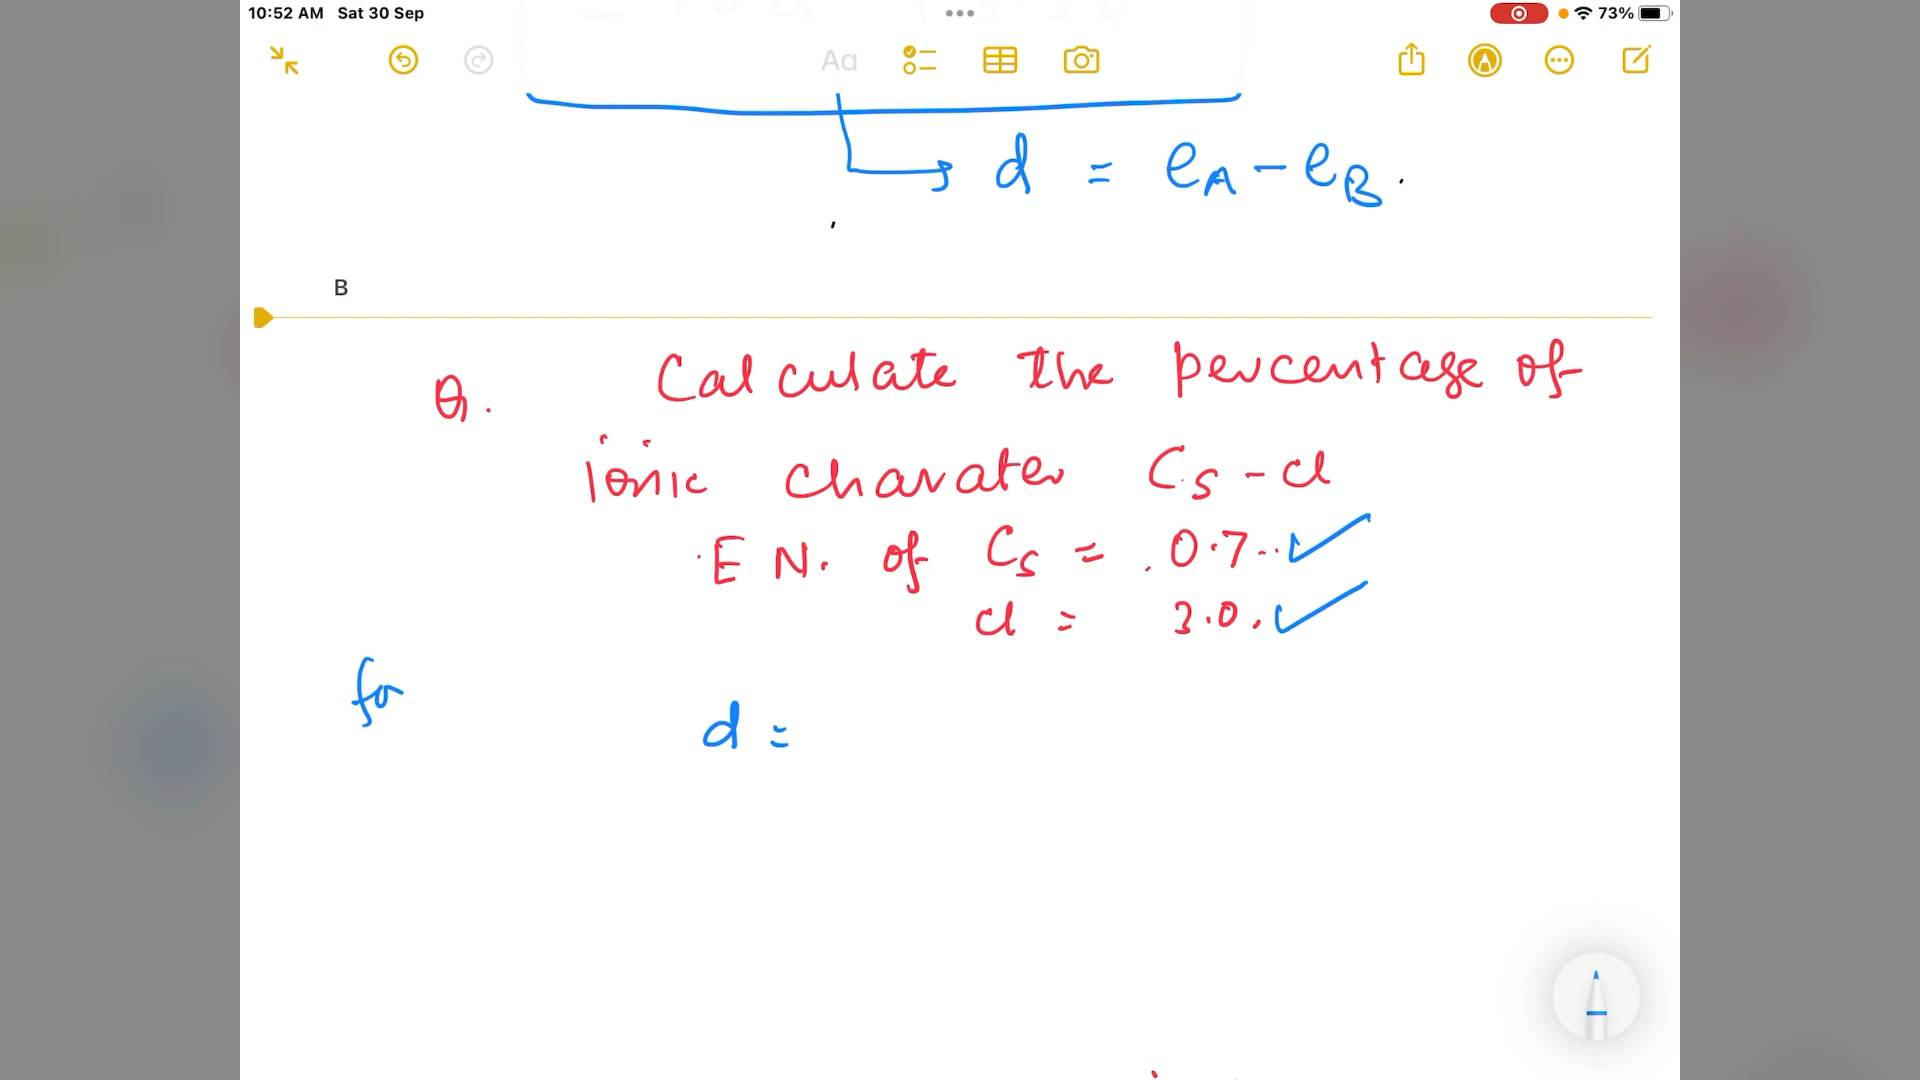 10:52 AM Sat 30 Sep
73%
Aa
d = eA - eB.
B
Q. Calculate the percentage of
ionic charater Cs - Cl
E N. of Cs = 0.7
Cl = 3.0.
for
d =